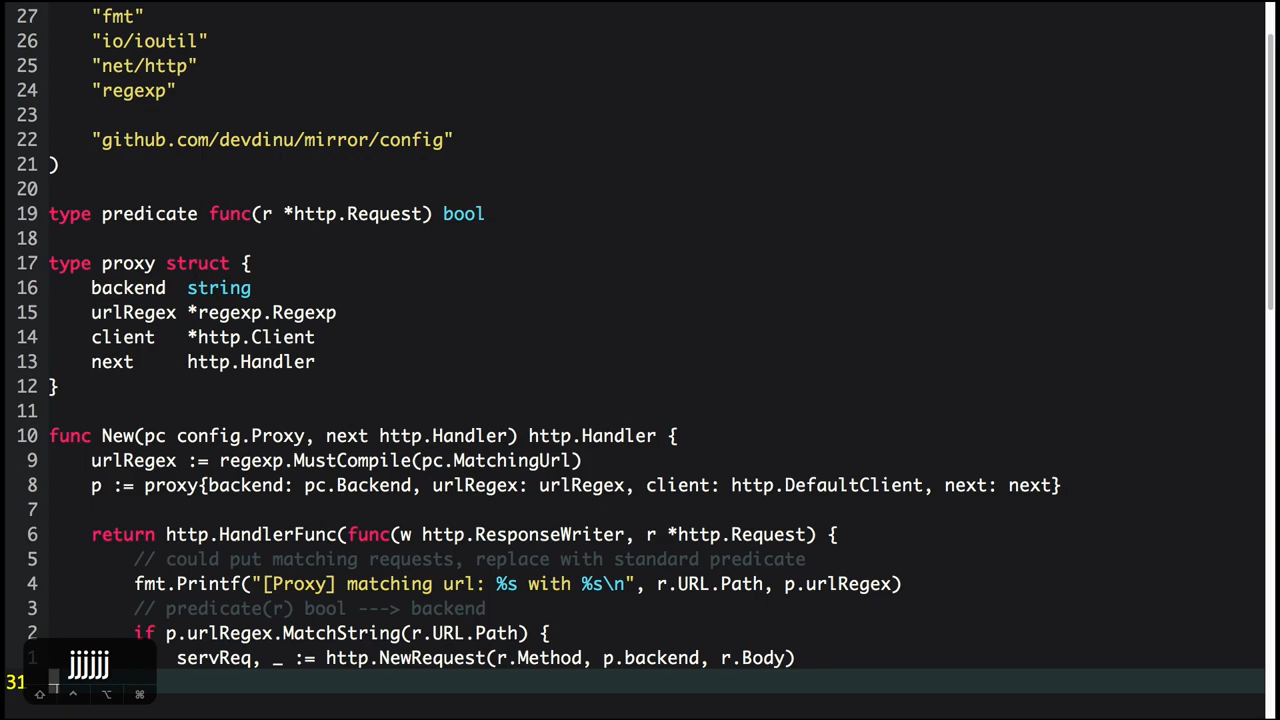 27 "fmt"
26 "io/ioutil"
25 "net/http"
24 "regexp"
23
22 "github.com/devdinu/mirror/config"
21 )
20
19 type predicate func(r *http.Request) bool
18
17 type proxy struct {
16 backend string
15 urlRegex *regexp.Regexp
14 client *http.Client
13 next http.Handler
12 }
11
10 func New(pc config.Proxy, next http.Handler) http.Handler {
9 urlRegex := regexp.MustCompile(pc.MatchingUrl)
8 p := proxy{backend: pc.Backend, urlRegex: urlRegex, client: http.DefaultClient, next: next}
7
6 return http.HandlerFunc(func(w http.ResponseWriter, r *http.Request) {
5 // could put matching requests, replace with standard predicate
4 fmt.Printf("[Proxy] matching url: %s with %s\n", r.URL.Path, p.urlRegex)
3 // predicate(r) bool ---> backend
2 if p.urlRegex.MatchString(r.URL.Path) {
1 servReq, _ := http.NewRequest(r.Method, p.backend, r.Body)
jjjjjj
31
⇧ ⌃ ⌥ ⌘